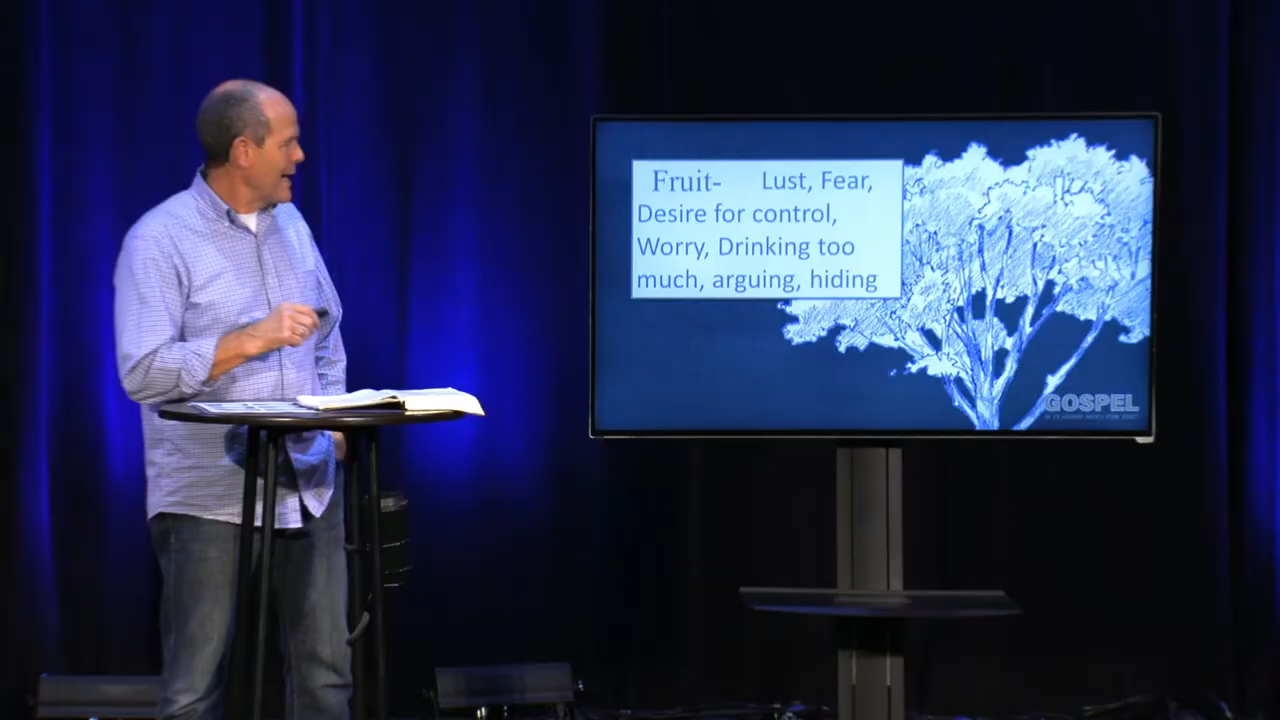 Fruit- Lust, Fear,
Desire for control,
Worry, Drinking too
much, arguing, hiding
GOSPEL